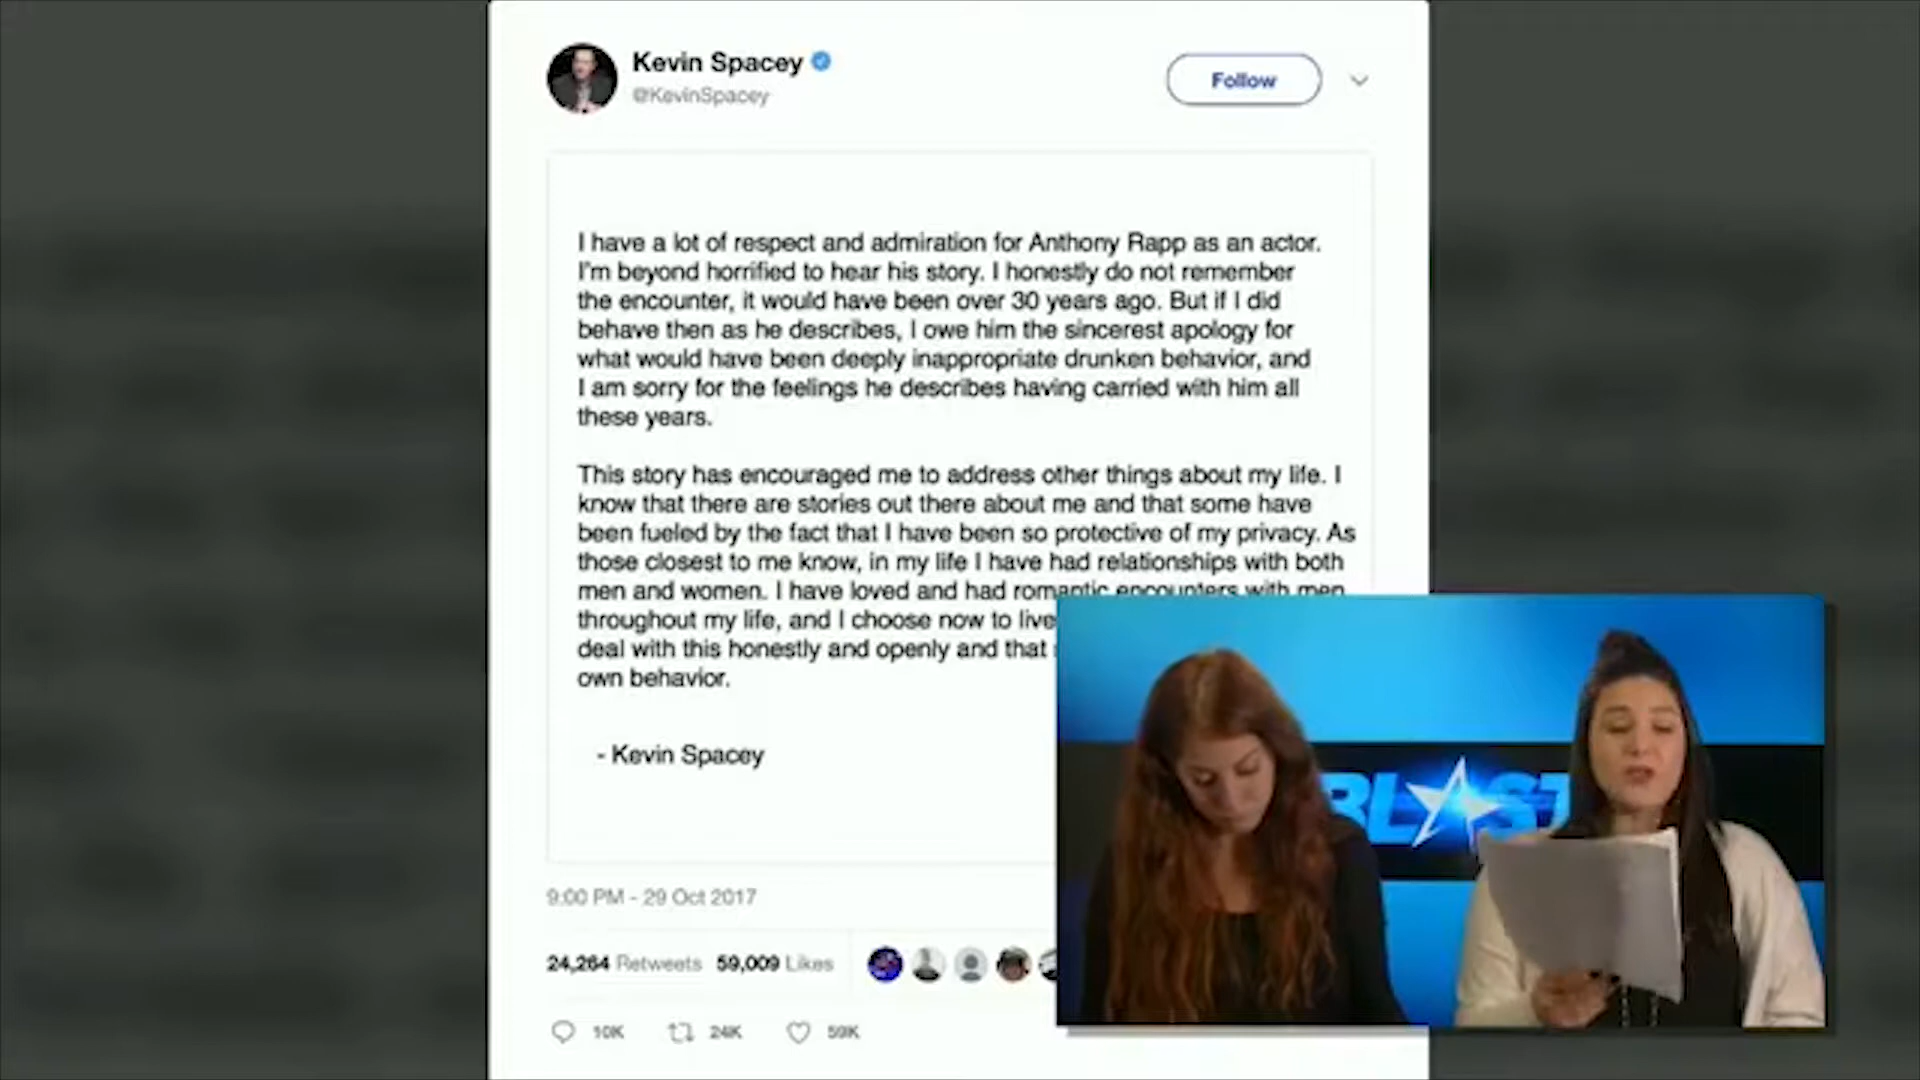 Kevin Spacey
@KevinSpacey
Follow
I have a lot of respect and admiration for Anthony Rapp as an actor.
I'm beyond horrified to hear his story. I honestly do not remember
the encounter, it would have been over 30 years ago. But if I did
behave then as he describes, I owe him the sincerest apology for
what would have been deeply inappropriate drunken behavior, and
I am sorry for the feelings he describes having carried with him all
these years.
This story has encouraged me to address other things about my life. I
know that there are stories out there about me and that some have
been fueled by the fact that I have been so protective of my privacy. As
those closest to me know, in my life I have had relationships with both
men and women. I have loved and had romantic encounters with men
throughout my life, and I choose now to live
deal with this honestly and openly and that
own behavior.
- Kevin Spacey
9:00 PM - 29 Oct 2017
24,264 Retweets 59,009 Likes
10K 24K 59K
BLAST